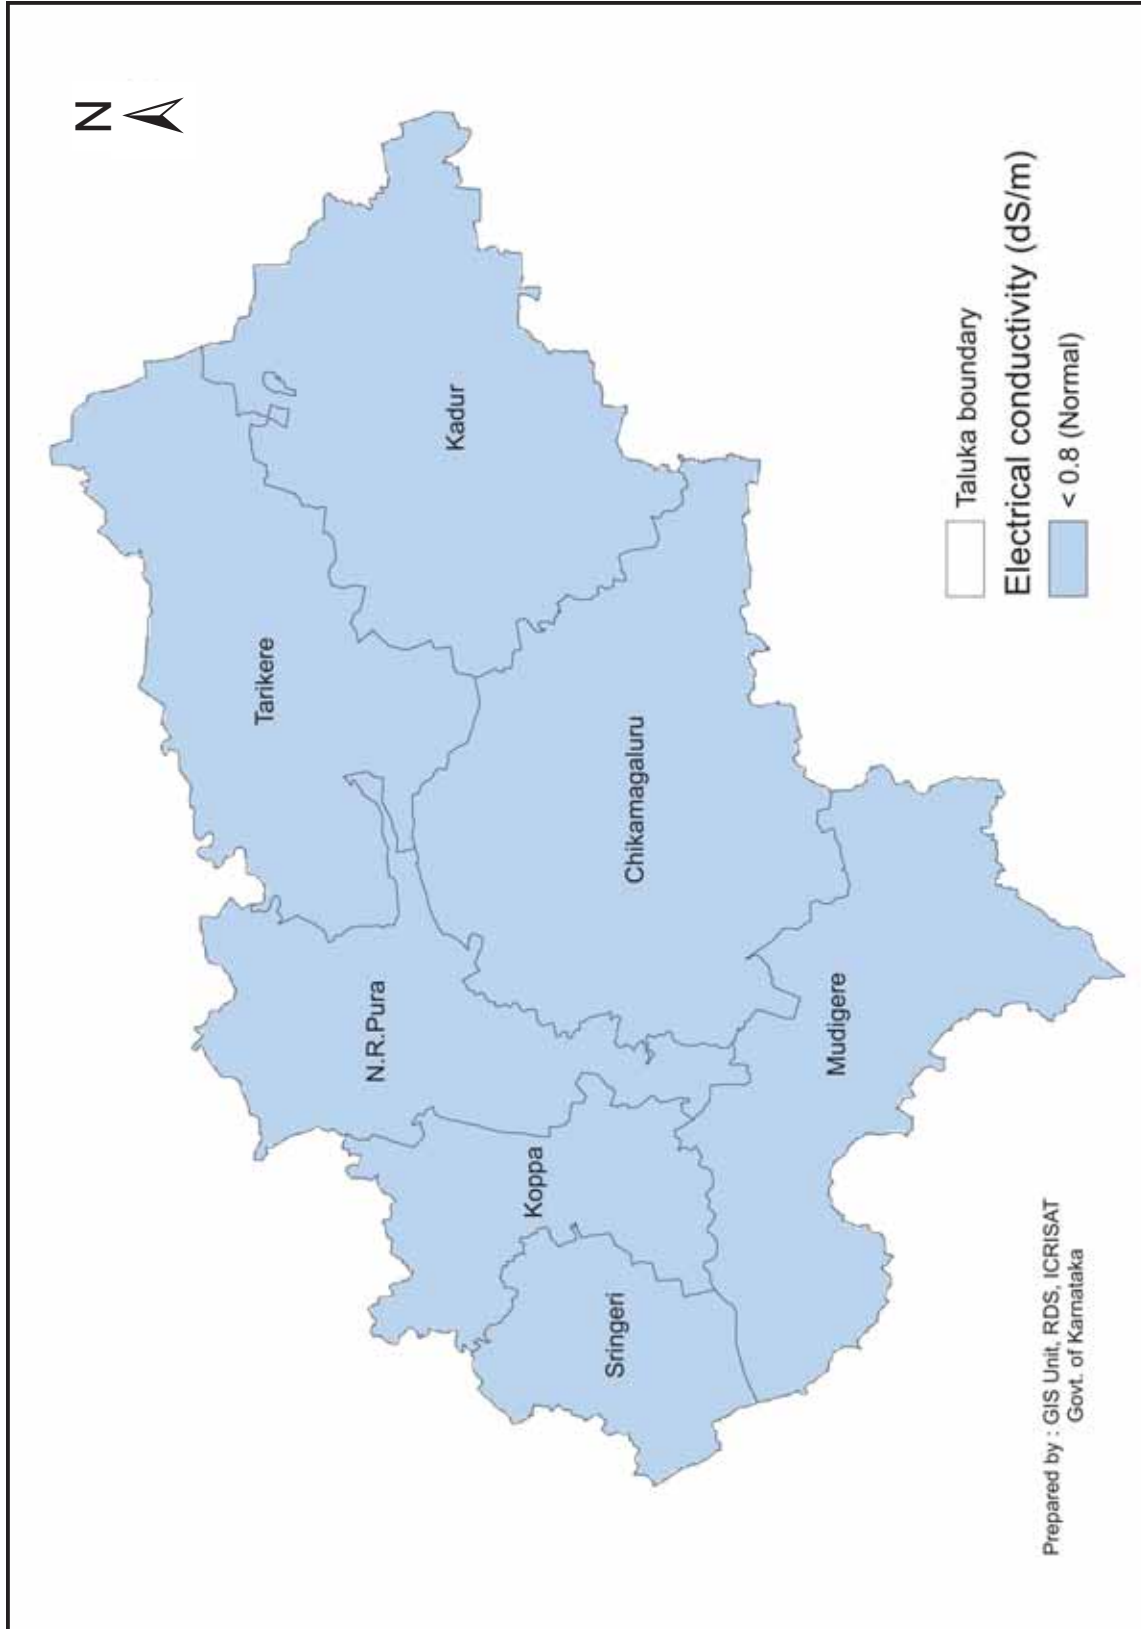 N
Tarikere
Kadur
N.R.Pura
Koppa
Chikamagaluru
Sringeri
Mudigere
Taluka boundary
Electrical conductivity (dS/m)
< 0.8 (Normal)
Prepared by : GIS Unit, RDS, ICRISAT
Govt. of Karnataka